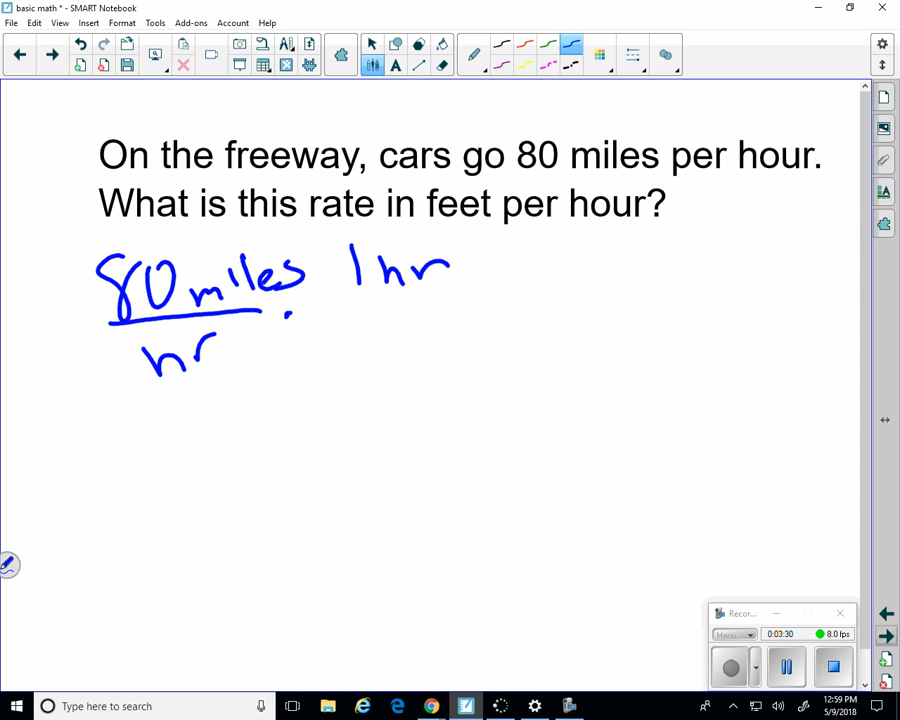 basic math * - SMART Notebook
File Edit View Insert Format Tools Add-ons Account Help
On the freeway, cars go 80 miles per hour.
What is this rate in feet per hour?
80 miles 1 hr
hr
Recor...
Menu
0:03:30 8.0 fps
Type here to search
12:59 PM
5/9/2018